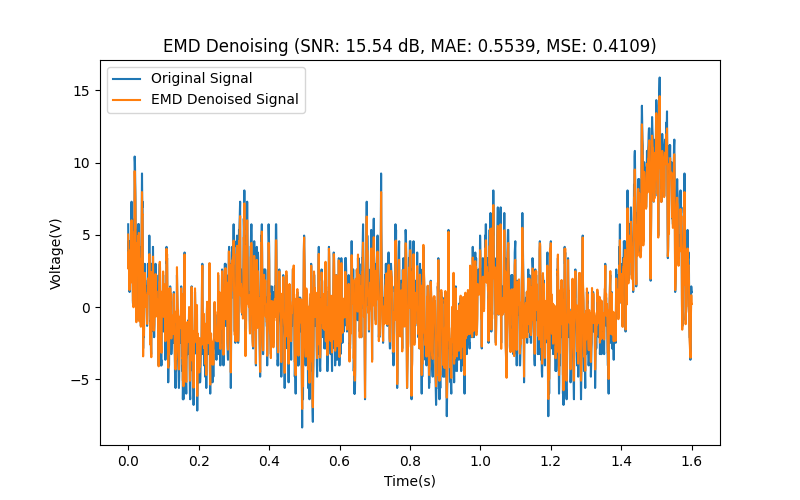 EMD Denoising (SNR: 15.54 dB, MAE: 0.5539, MSE: 0.4109)
Original Signal
EMD Denoised Signal
15
10
5
0
−5
Voltage(V)
0.0 0.2 0.4 0.6 0.8 1.0 1.2 1.4 1.6
Time(s)